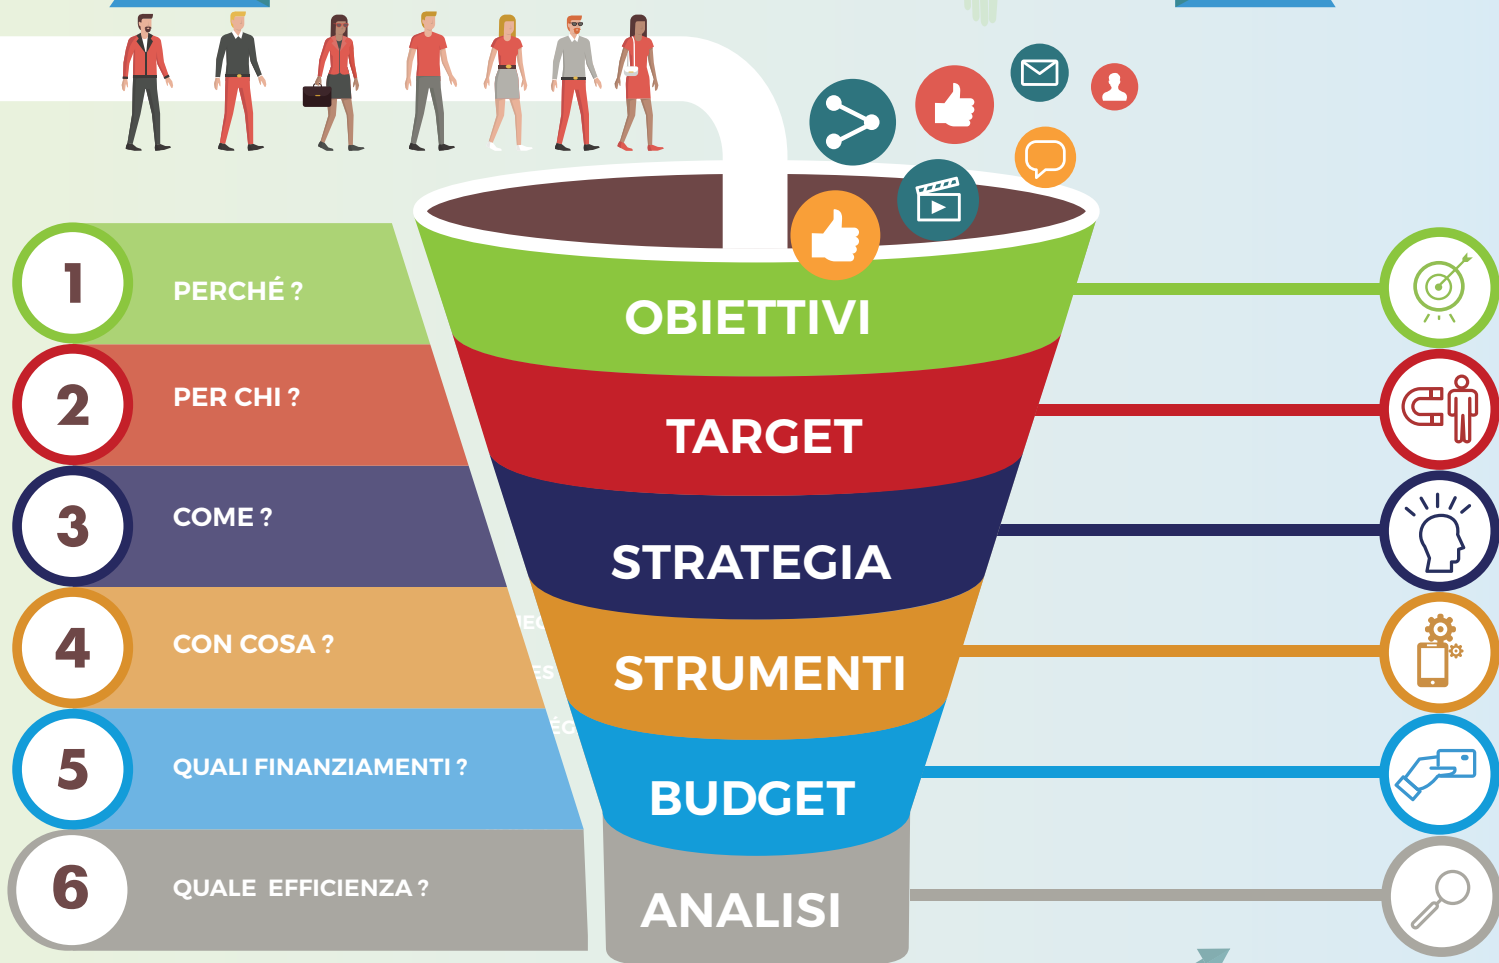 1
PERCHÉ ?
OBIETTIVI
2
PER CHI ?
TARGET
3
COME ?
STRATEGIA
4
CON COSA ?
STRUMENTI
5
QUALI FINANZIAMENTI ?
BUDGET
6
QUALE EFFICIENZA ?
ANALISI